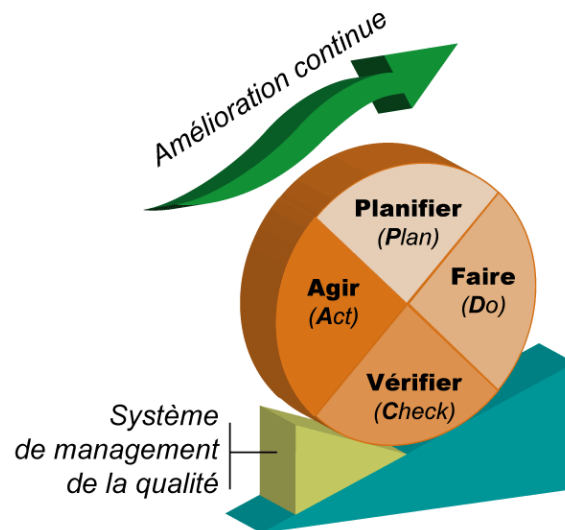 Amélioration continue
Planifier
(Plan)
Faire
(Do)
Vérifier
(Check)
Agir
(Act)
Système
de management
de la qualité